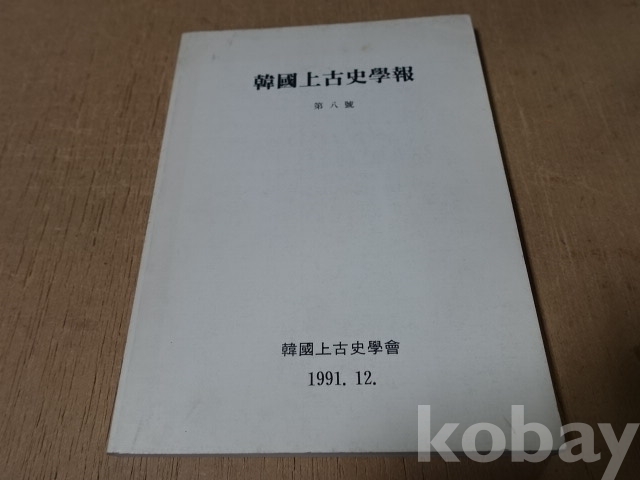 韓國上古史學報
第 八 號
韓國上古史學會
1991. 12.
kobay